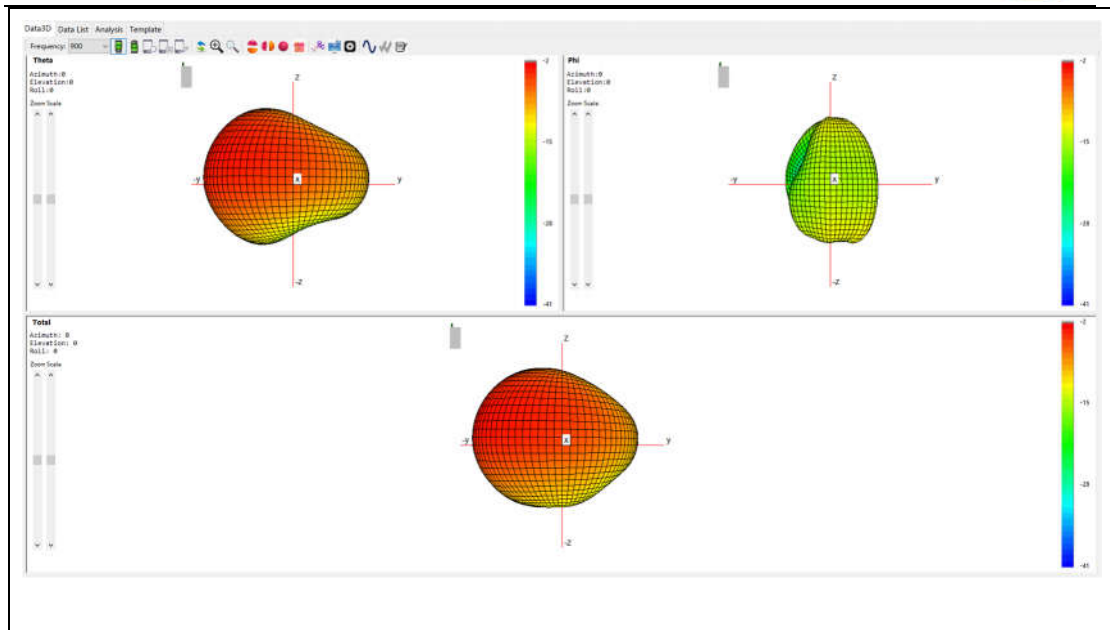 Data3D Data List Analysis Template
Frequency: 900
Theta
Azimuth:0
Elevation:0
Roll:0
Zoom Scale
Z
-y
x
y
-Z
-2
-15
-28
-41
Phi
Azimuth:0
Elevation:0
Roll:0
Zoom Scale
Z
-y
x
y
-Z
-2
-15
-28
-41
Total
Azimuth: 0
Elevation: 0
Roll: 0
Zoom Scale
Z
-y
x
y
-Z
-2
-15
-28
-41